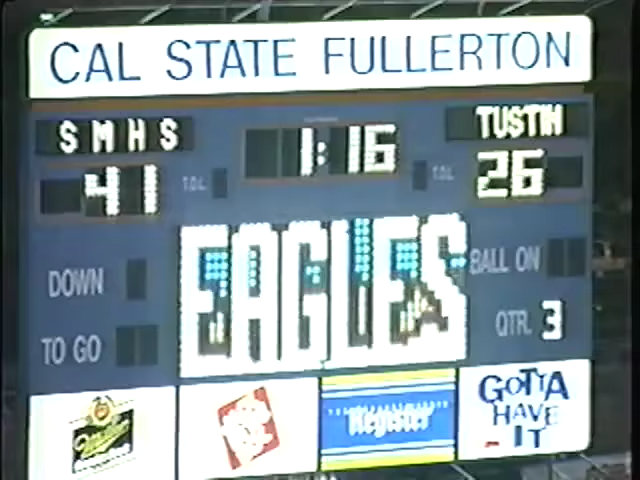 CAL STATE FULLERTON
SMHS 1:16 TUSTIN
41 T.O.L. T.O.L. 26
EAGLES
DOWN BALL ON
TO GO QTR. 3
Miller Register GOTTA
HAVE
IT